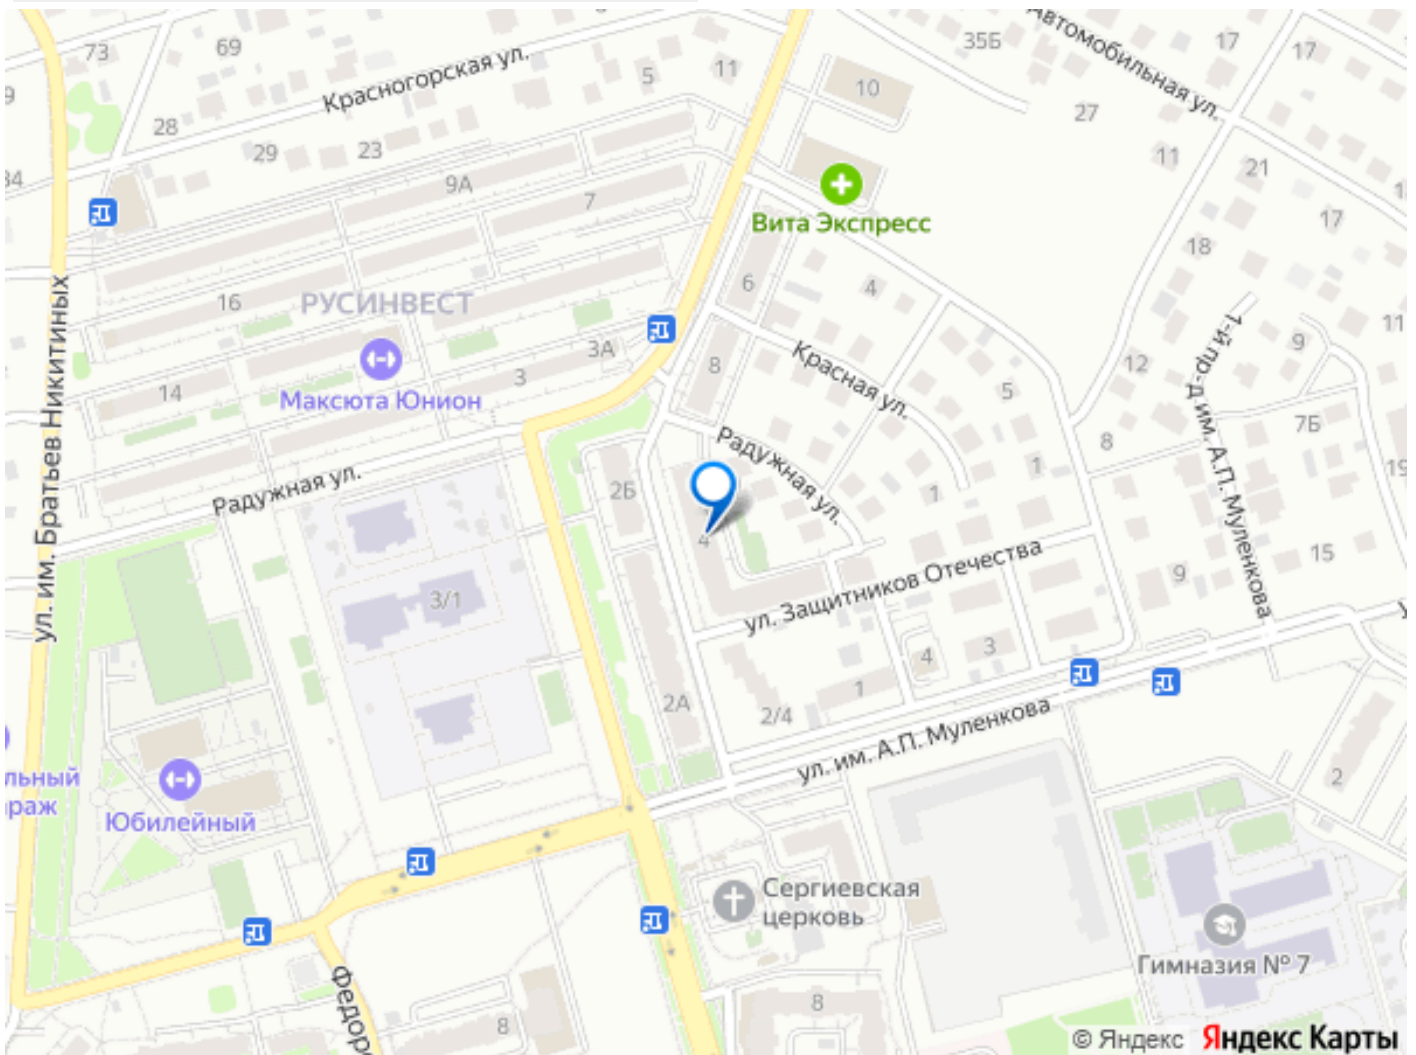 73
69
Красногорская ул.
5
11
10
35Б
Автомобильная ул.
17
17
27
28
29
23
11
21
9А
7
Вита Экспресс
17
18
16
РУСИНВЕСТ
6
4
ул. им. Братьев Никитиных
3А
3
8
Красная ул.
5
12
1-й пр-д им. А.П. Муленкова
9
11
14
Максюта Юнион
7Б
8
Радужная ул.
Радужная ул.
1
1
19
2Б
4
15
ул. Защитников Отечества
9
3/1
4
3
1
2А
2/4
ул. им. А.П. Муленкова
2
льный
раж
Юбилейный
Сергиевская
церковь
Гимназия № 7
Федор
8
8
© Яндекс Яндекс Карты